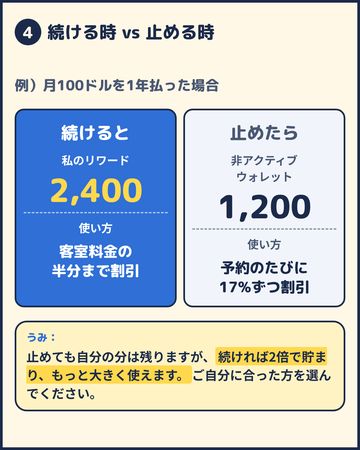 4 続ける時 vs 止める時
例）月100ドルを1年払った場合
続けると
私のリワード
2,400
使い方
客室料金の
半分まで割引
止めたら
非アクティブ
ウォレット
1,200
使い方
予約のたびに
17%ずつ割引
うみ：
止めても自分の分は残りますが、続ければ2倍で貯ま
り、もっと大きく使えます。ご自分に合った方を選ん
でください。